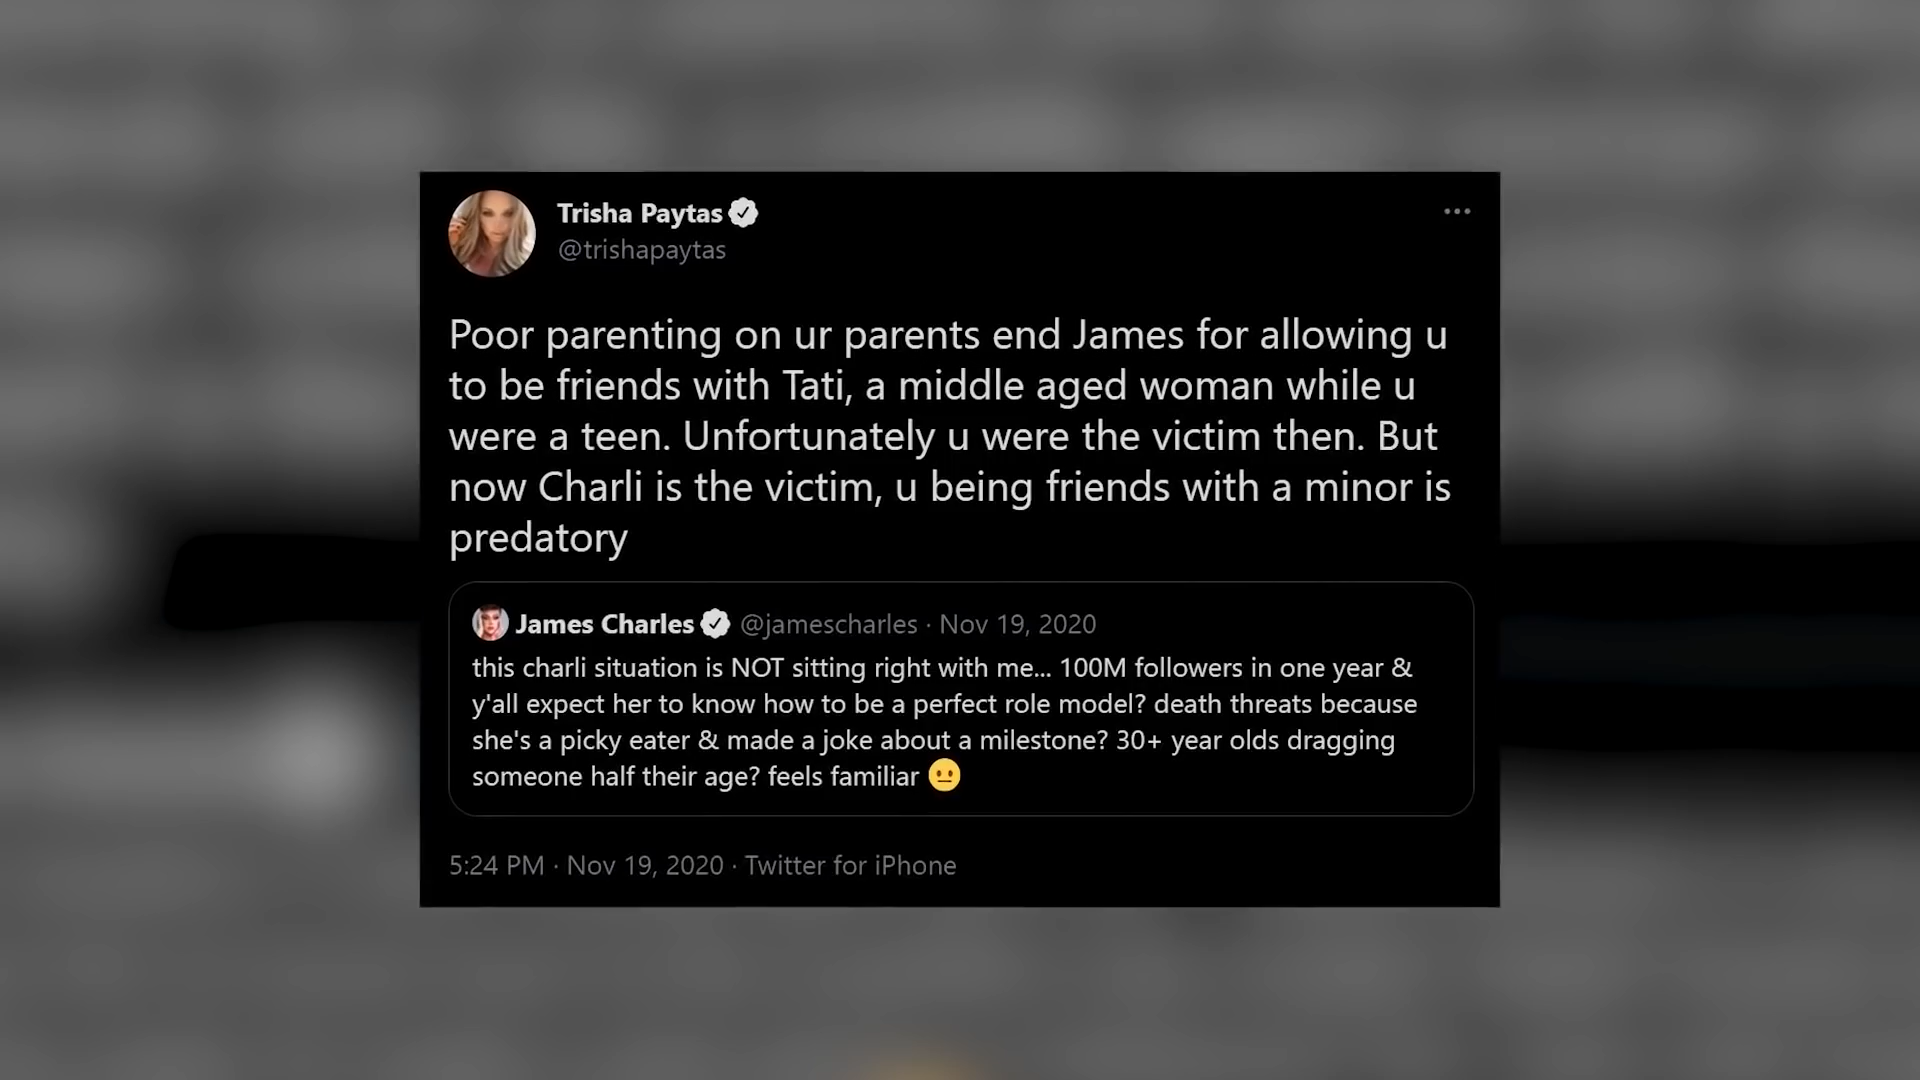 Trisha Paytas
@trishapaytas
Poor parenting on ur parents end James for allowing u
to be friends with Tati, a middle aged woman while u
were a teen. Unfortunately u were the victim then. But
now Charli is the victim, u being friends with a minor is
predatory
James Charles @jamescharles · Nov 19, 2020
this charli situation is NOT sitting right with me... 100M followers in one year &
y'all expect her to know how to be a perfect role model? death threats because
she's a picky eater & made a joke about a milestone? 30+ year olds dragging
someone half their age? feels familiar 😐
5:24 PM · Nov 19, 2020 · Twitter for iPhone